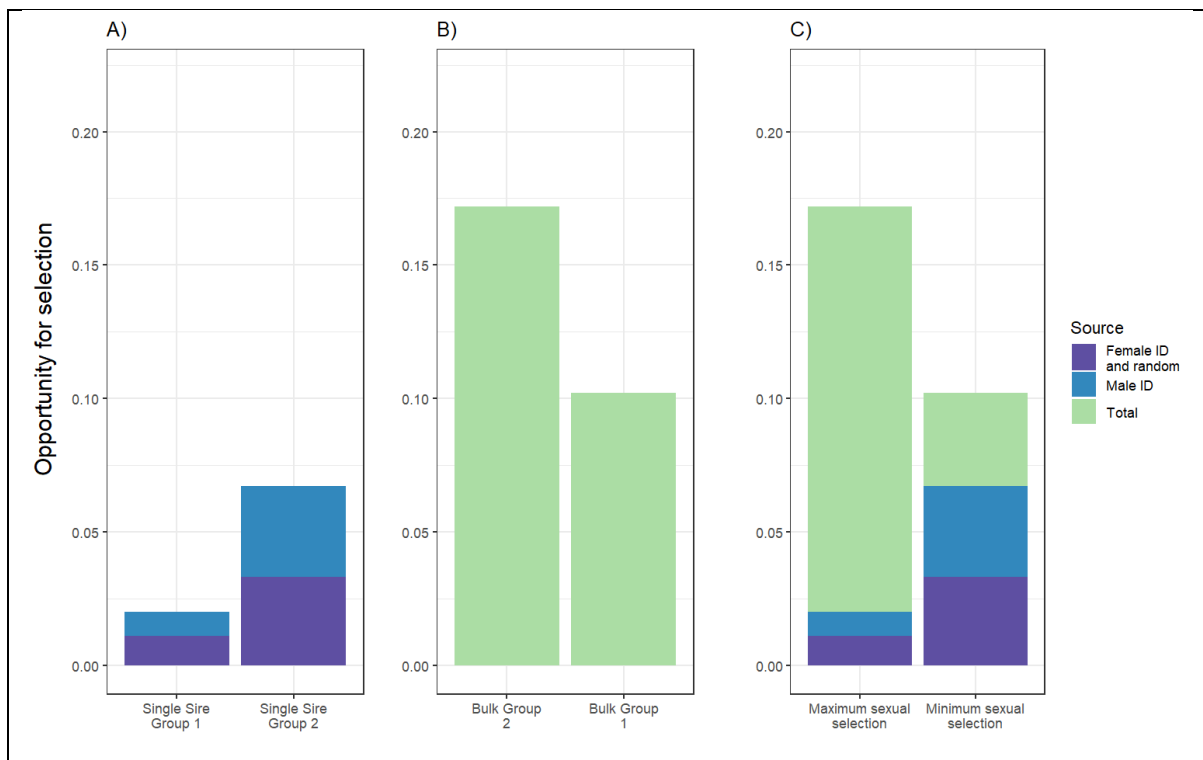 A)
B)
C)
Opportunity for selection
0.20
0.15
0.10
0.05
0.00
Single Sire
Group 1
Single Sire
Group 2
0.20
0.15
0.10
0.05
0.00
Bulk Group
2
Bulk Group
1
0.20
0.15
0.10
0.05
0.00
Maximum sexual
selection
Minimum sexual
selection
Source
Female ID
and random
Male ID
Total